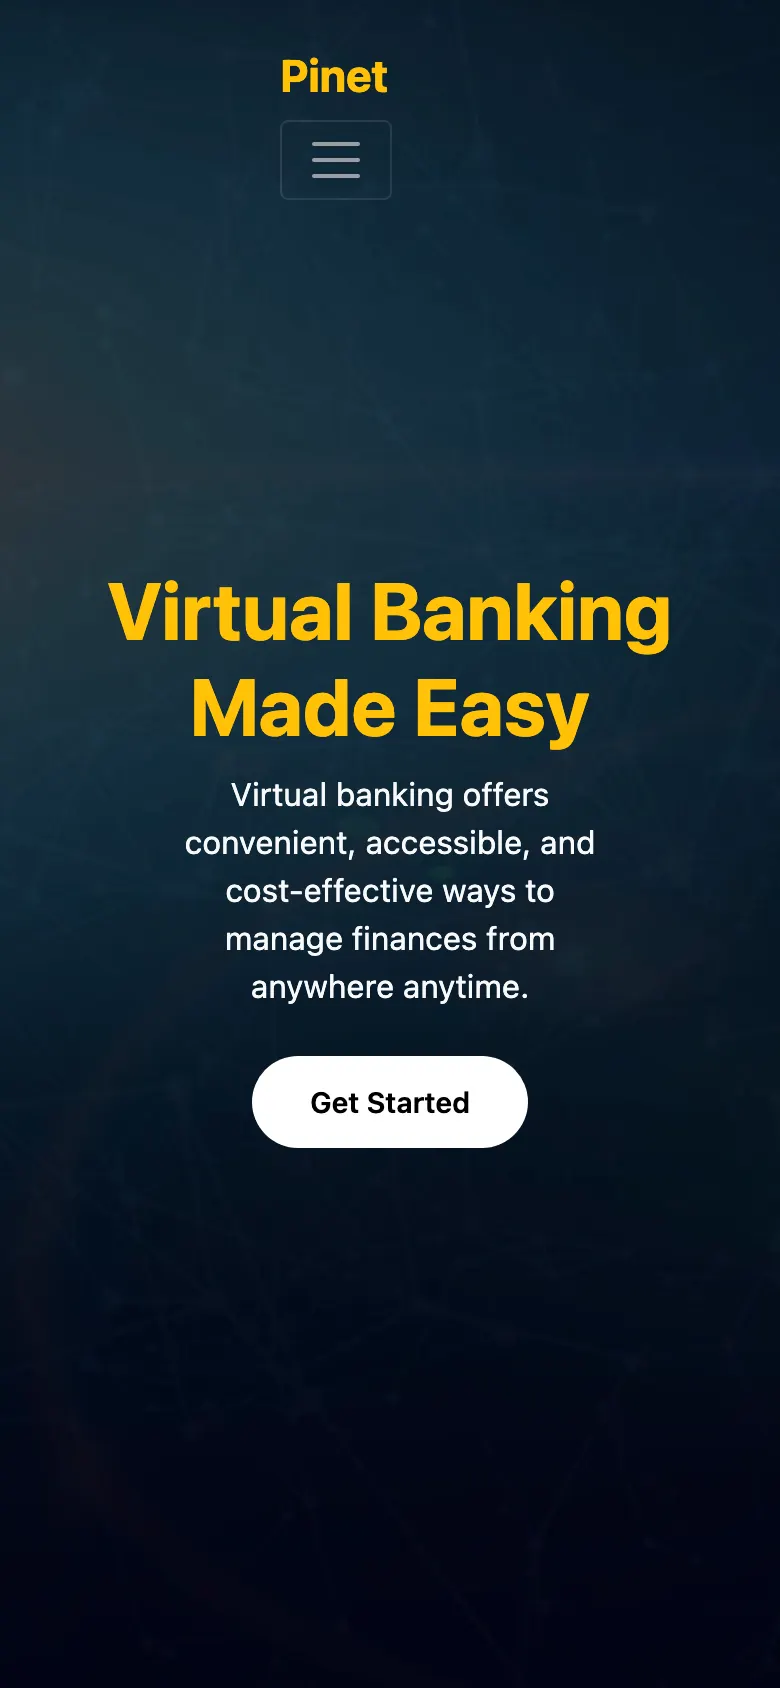 Pinet
Virtual Banking
Made Easy
Virtual banking offers
convenient, accessible, and
cost-effective ways to
manage finances from
anywhere anytime.
Get Started